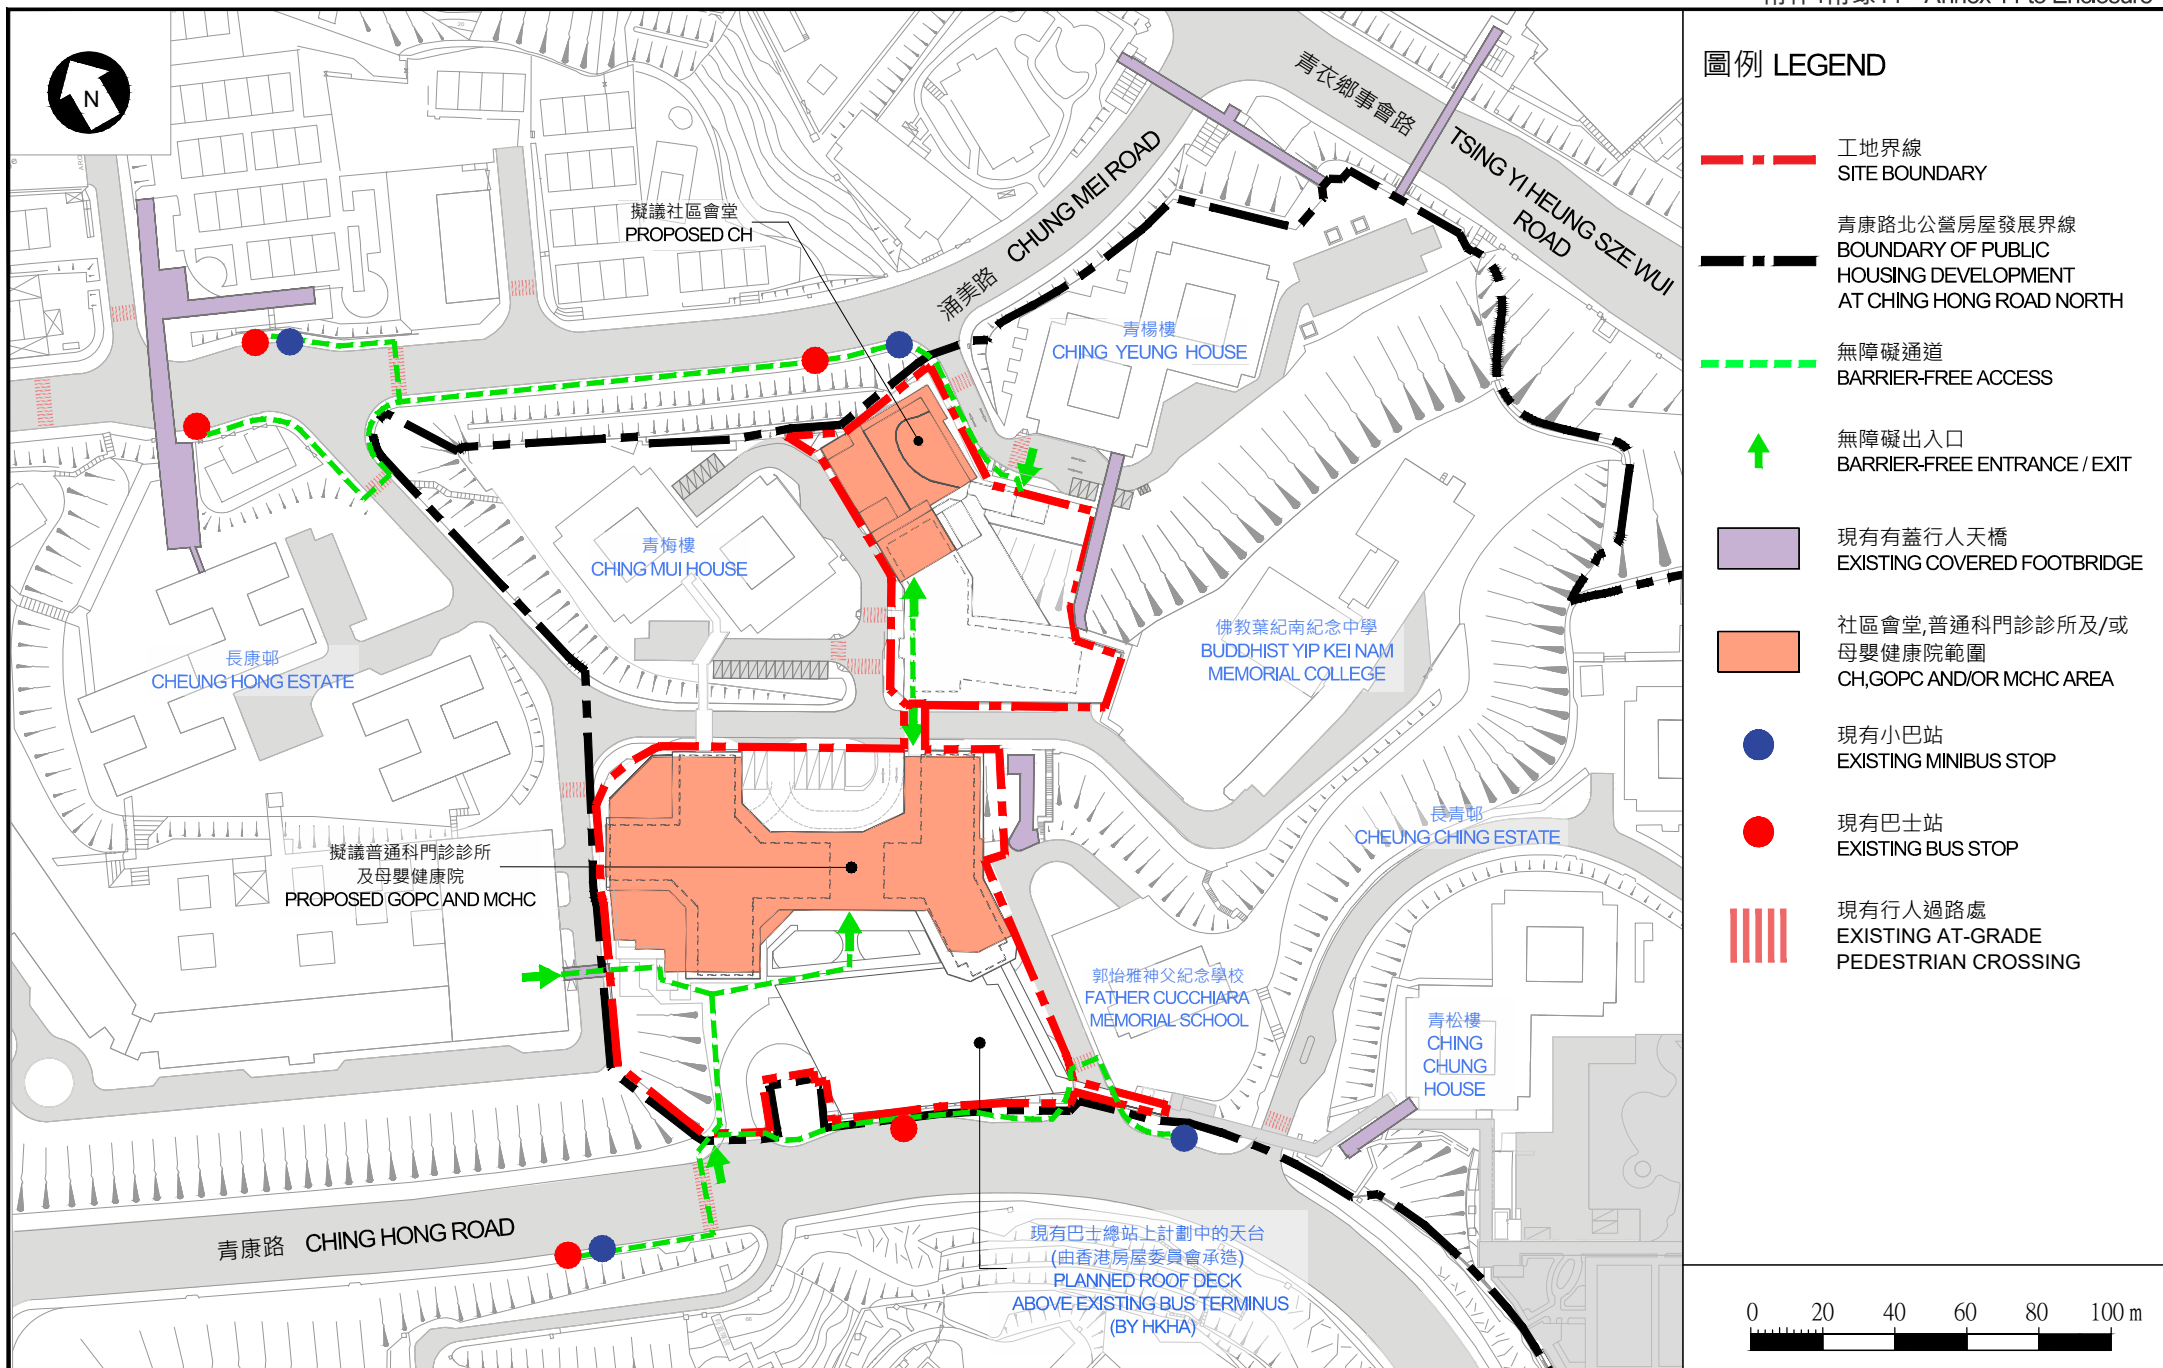 N
擬議社區會堂
PROPOSED CH
涌美路 CHUNG MEI ROAD
青衣鄉事會路
TSING YI HEUNG SZE WUI
ROAD
青楊樓
CHING YEUNG HOUSE
青梅樓
CHING MUI HOUSE
長康邨
CHEUNG HONG ESTATE
佛教葉紀南紀念中學
BUDDHIST YIP KEI NAM
MEMORIAL COLLEGE
長青邨
CHEUNG CHING ESTATE
擬議普通科門診診所
及母嬰健康院
PROPOSED GOPC AND MCHC
郭怡雅神父紀念學校
FATHER CUCCHIARA
MEMORIAL SCHOOL
青松樓
CHING
CHUNG
HOUSE
青康路 CHING HONG ROAD
現有巴士總站上計劃中的天台
(由香港房屋委員會承造)
PLANNED ROOF DECK
ABOVE EXISTING BUS TERMINUS
(BY HKHA)
圖例 LEGEND
工地界線
SITE BOUNDARY
青康路北公營房屋發展界線
BOUNDARY OF PUBLIC
HOUSING DEVELOPMENT
AT CHING HONG ROAD NORTH
無障礙通道
BARRIER-FREE ACCESS
無障礙出入口
BARRIER-FREE ENTRANCE / EXIT
現有有蓋行人天橋
EXISTING COVERED FOOTBRIDGE
社區會堂,普通科門診診所及/或
母嬰健康院範圍
CH,GOPC AND/OR MCHC AREA
現有小巴站
EXISTING MINIBUS STOP
現有巴士站
EXISTING BUS STOP
現有行人過路處
EXISTING AT-GRADE
PEDESTRIAN CROSSING
0 20 40 60 80 100 m